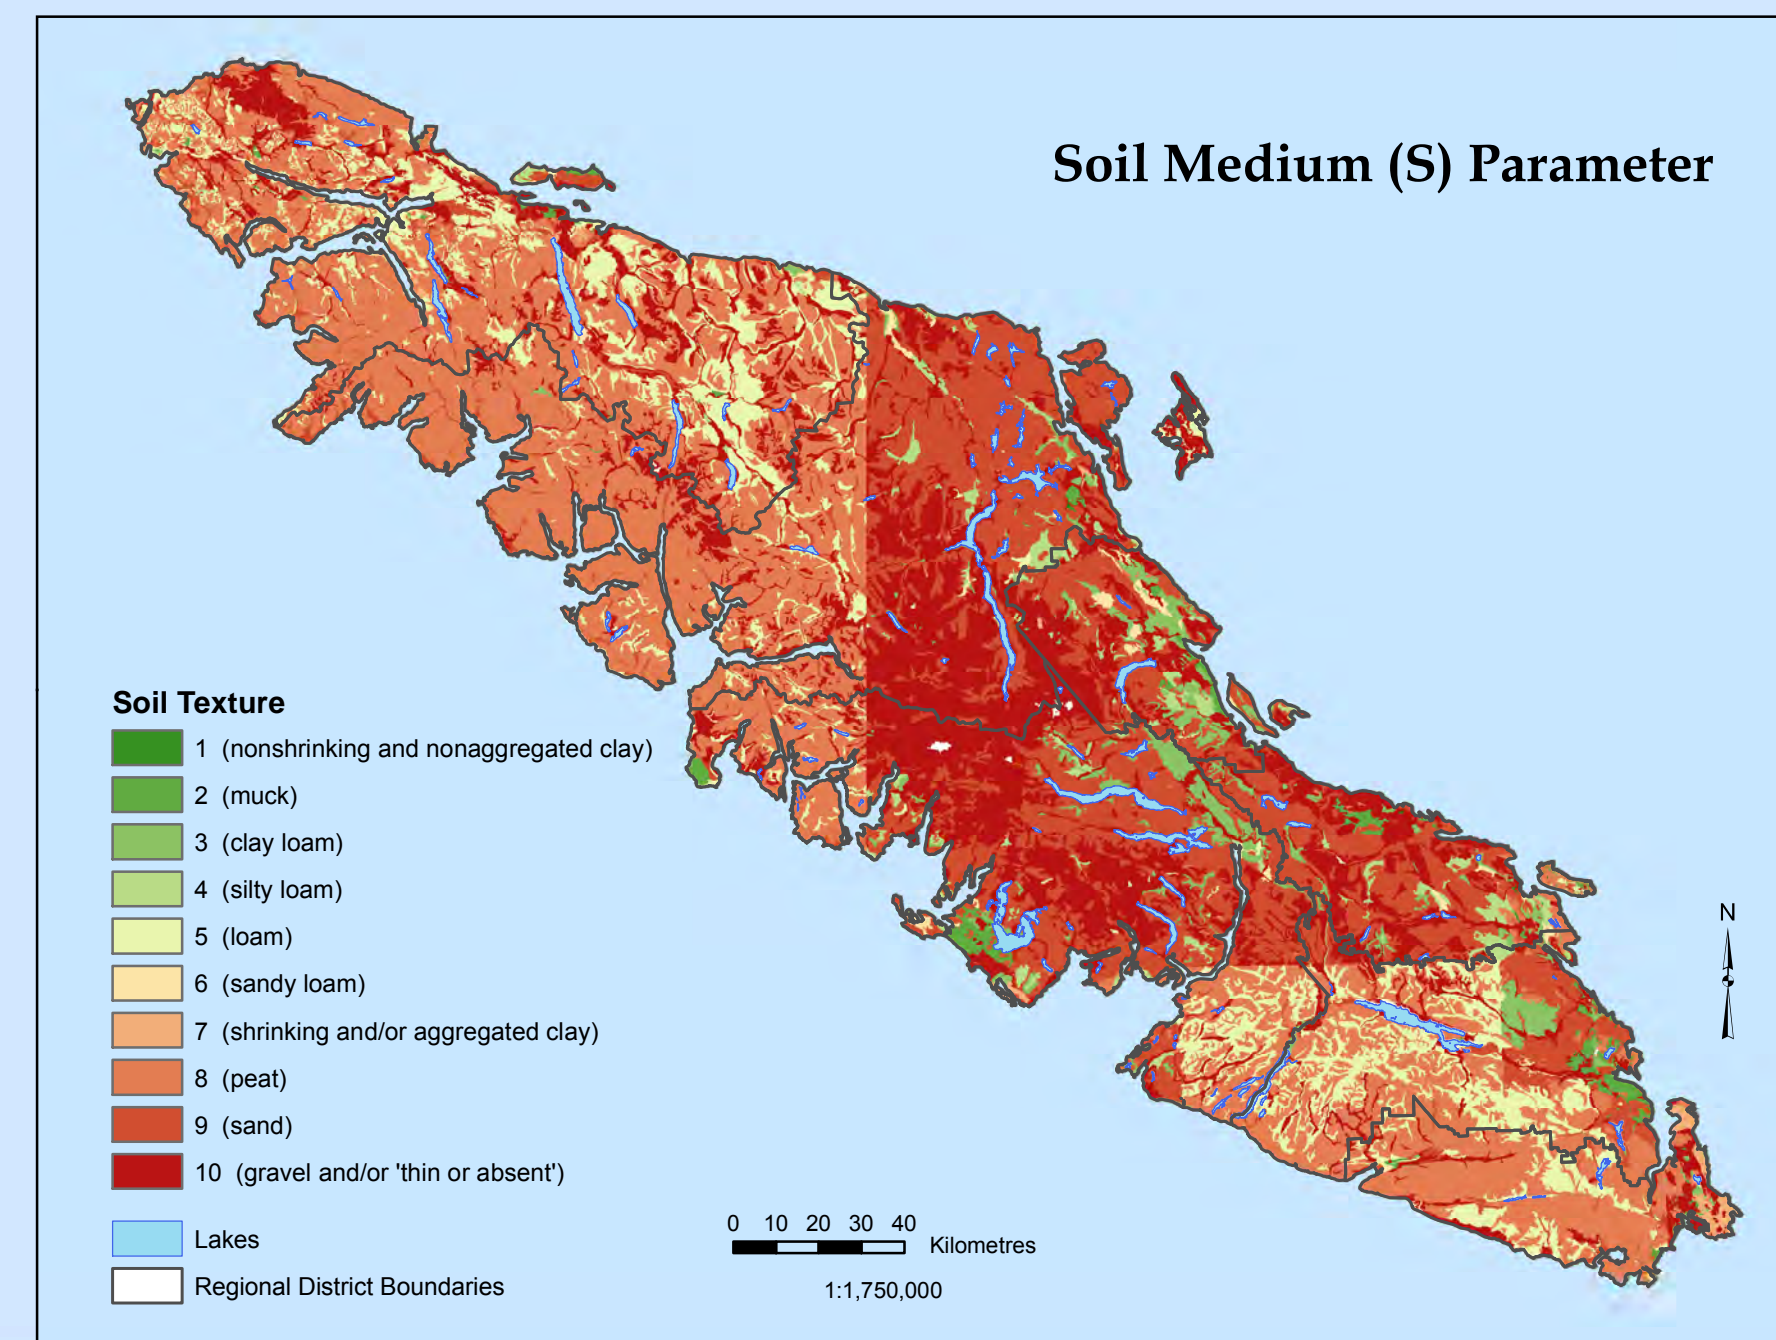 Soil Medium (S) Parameter
Soil Texture
1 (nonshrinking and nonaggregated clay)
2 (muck)
3 (clay loam)
4 (silty loam)
5 (loam)
6 (sandy loam)
7 (shrinking and/or aggregated clay)
8 (peat)
9 (sand)
10 (gravel and/or 'thin or absent')
Lakes
Regional District Boundaries
0 10 20 30 40
Kilometres
1:1,750,000
N